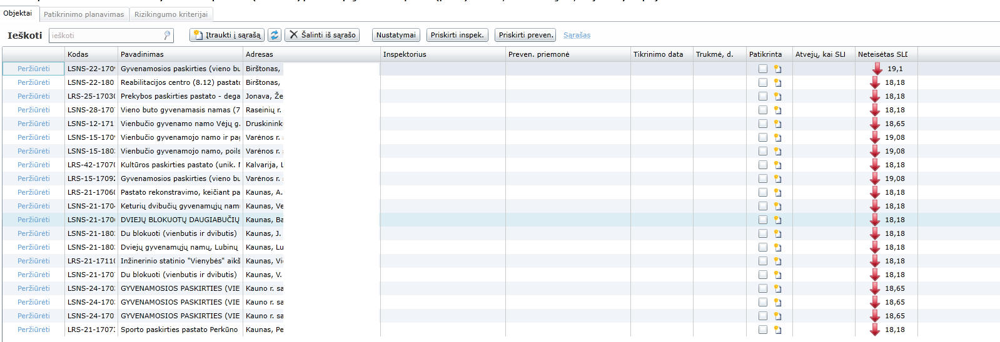 Objektai Patikrinimo planavimas Rizikingumo kriterijai
Ieškoti ieškoti Įtraukti į sąrašą Šalinti iš sąrašo Nustatymai Priskirti inspek. Priskirti preven. Sąrašas
Kodas Pavadinimas Adresas Inspektorius Preven. priemonė Tikrinimo data Trukmė, d. Patikrinta Atvejų, kai SLI Neteisėtas SLI
Peržiūrėti LSNS-22-170 Gyvenamosios paskirties (vieno bu Birštonas, 19,1
Peržiūrėti LSNS-22-180 Reabilitacijos centro (8.12) pastato Birštonas, 18,18
Peržiūrėti LRS-25-1703 Prekybos paskirties pastato - dega Jonava, Že 18,18
Peržiūrėti LSNS-28-170 Vieno buto gyvenamasis namas (7 Raseinių r. 18,18
Peržiūrėti LSNS-12-171 Vienbučio gyvenamo namo Vėjų g. Druskinink 18,65
Peržiūrėti LSNS-15-170 Vienbučio gyvenamojo namo ir pag Varėnos r. 19,08
Peržiūrėti LSNS-15-180 Vienbučio gyvenamojo namo, poils Varėnos r. 19,08
Peržiūrėti LRS-42-1707 Kultūros paskirties pastato (unik. Kalvarija, L 18,18
Peržiūrėti LRS-15-1709 Gyvenamosios paskirties (vieno bu Varėnos r. 19,08
Peržiūrėti LRS-21-1706 Pastato rekonstravimo, keičiant pa Kaunas, A. 18,18
Peržiūrėti LSNS-21-170 Keturių dvibučių gyvenamųjų nam Kaunas, Ve 18,18
Peržiūrėti LSNS-21-170 DVIEJŲ BLOKUOTŲ DAUGIABUČIŲ Kaunas, Ba 18,18
Peržiūrėti LSNS-21-180 Du blokuoti (vienbutis ir dvibutis) Kaunas, J. 18,18
Peržiūrėti LSNS-21-180 Dviejų gyvenamųjų namų, Lubinų Kaunas, Lu 18,18
Peržiūrėti LRS-21-1711 Inžinerinio statinio "Vienybės" aikš Kaunas, Vi 18,18
Peržiūrėti LSNS-21-170 Du blokuoti (vienbutis ir dvibutis) Kaunas, V. 18,18
Peržiūrėti LSNS-24-170 GYVENAMOSIOS PASKIRTIES (VIE Kauno r. sa 18,65
Peržiūrėti LSNS-24-170 GYVENAMOSIOS PASKIRTIES (VIE Kauno r. sa 18,65
Peržiūrėti LSNS-24-170 GYVENAMOSIOS PASKIRTIES (VIE Kauno r. sa 18,65
Peržiūrėti LRS-21-1707 Sporto paskirties pastato Perkūno Kaunas, Pe 18,18